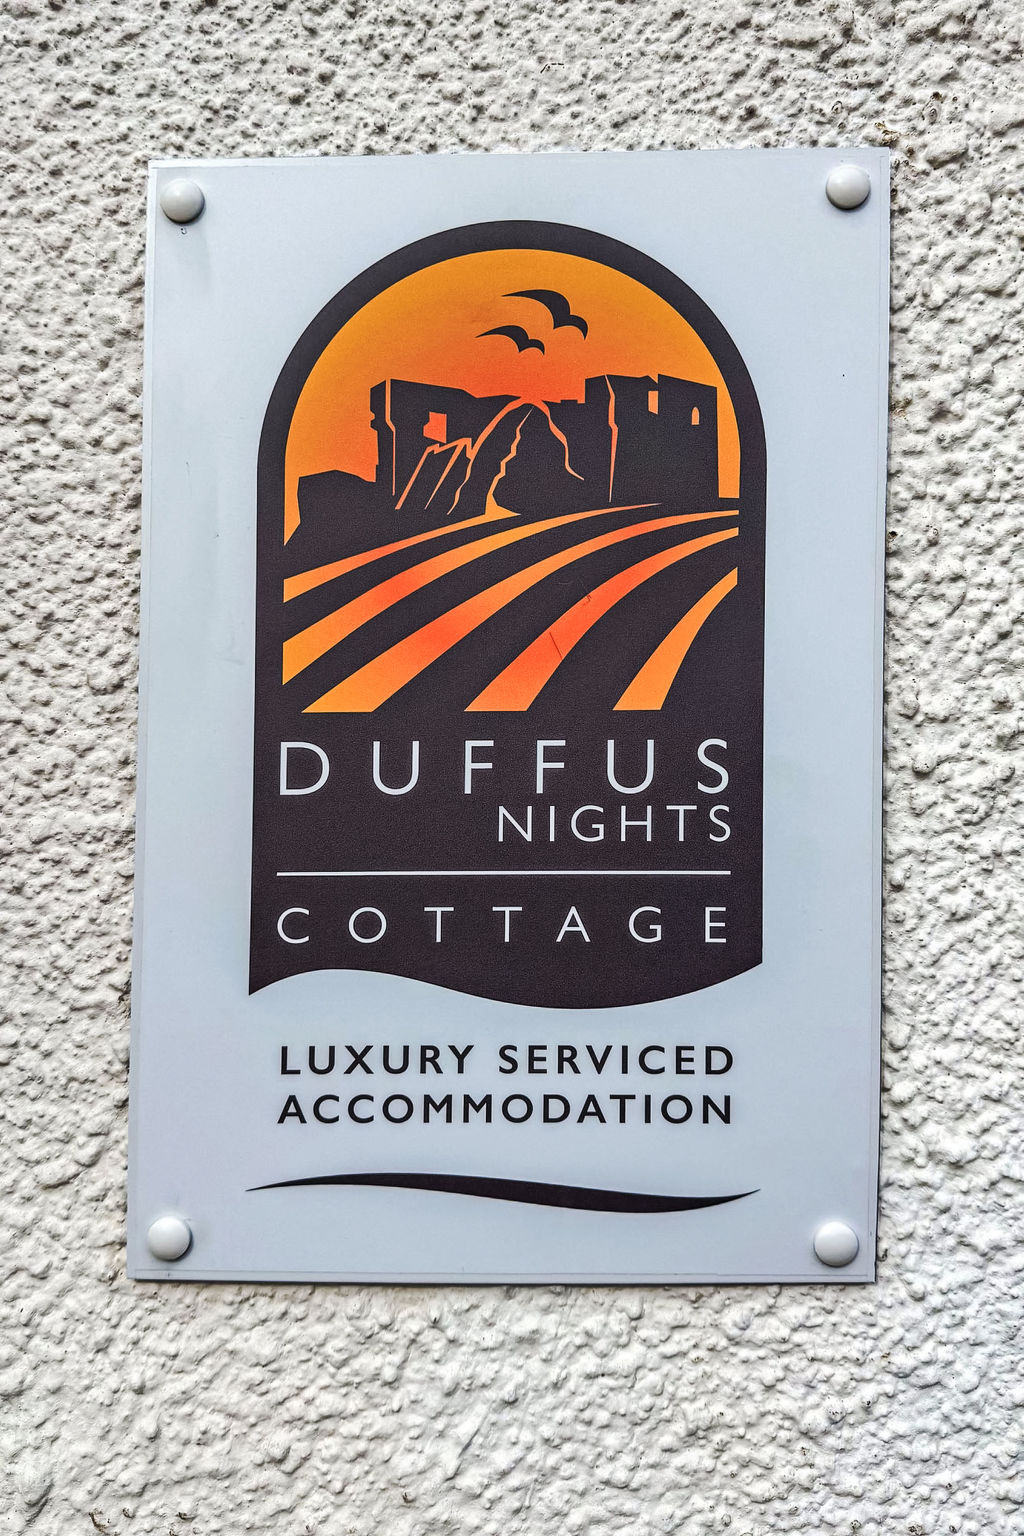 DUFFUS
NIGHTS
COTTAGE
LUXURY SERVICED
ACCOMMODATION